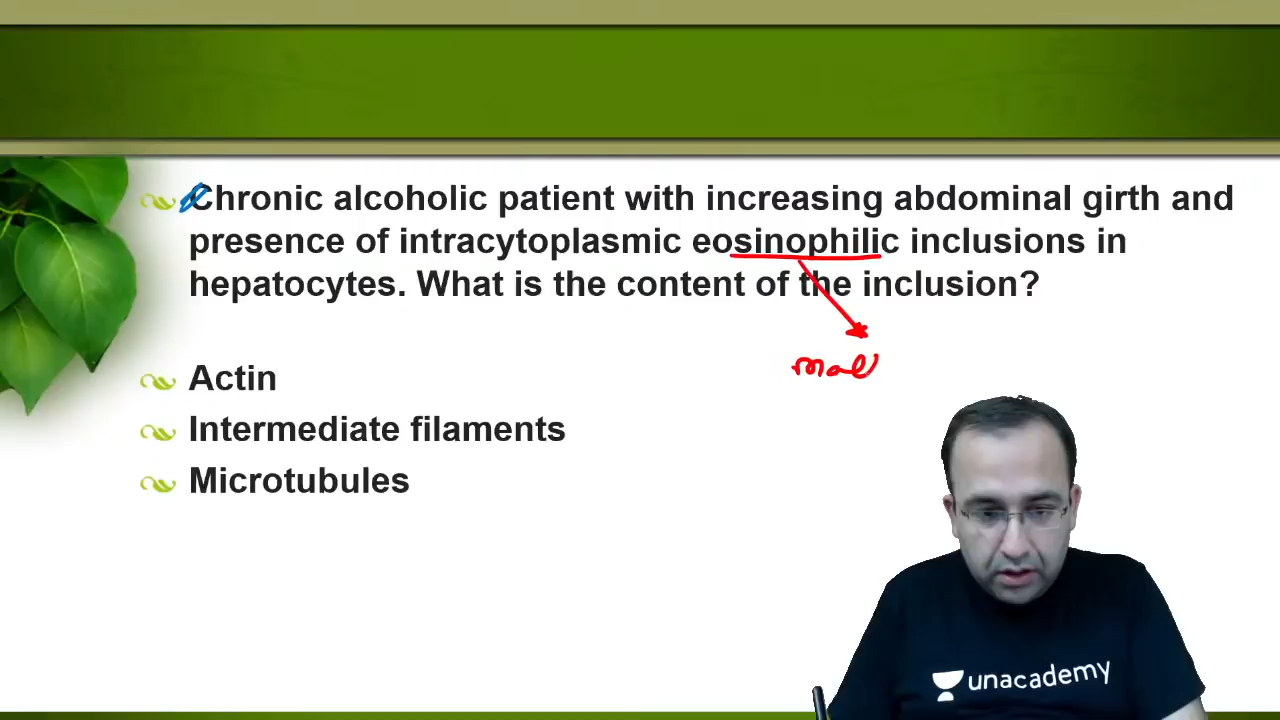 Chronic alcoholic patient with increasing abdominal girth and
presence of intracytoplasmic eosinophilic inclusions in
hepatocytes. What is the content of the inclusion?
mall
Actin
Intermediate filaments
Microtubules
unacademy